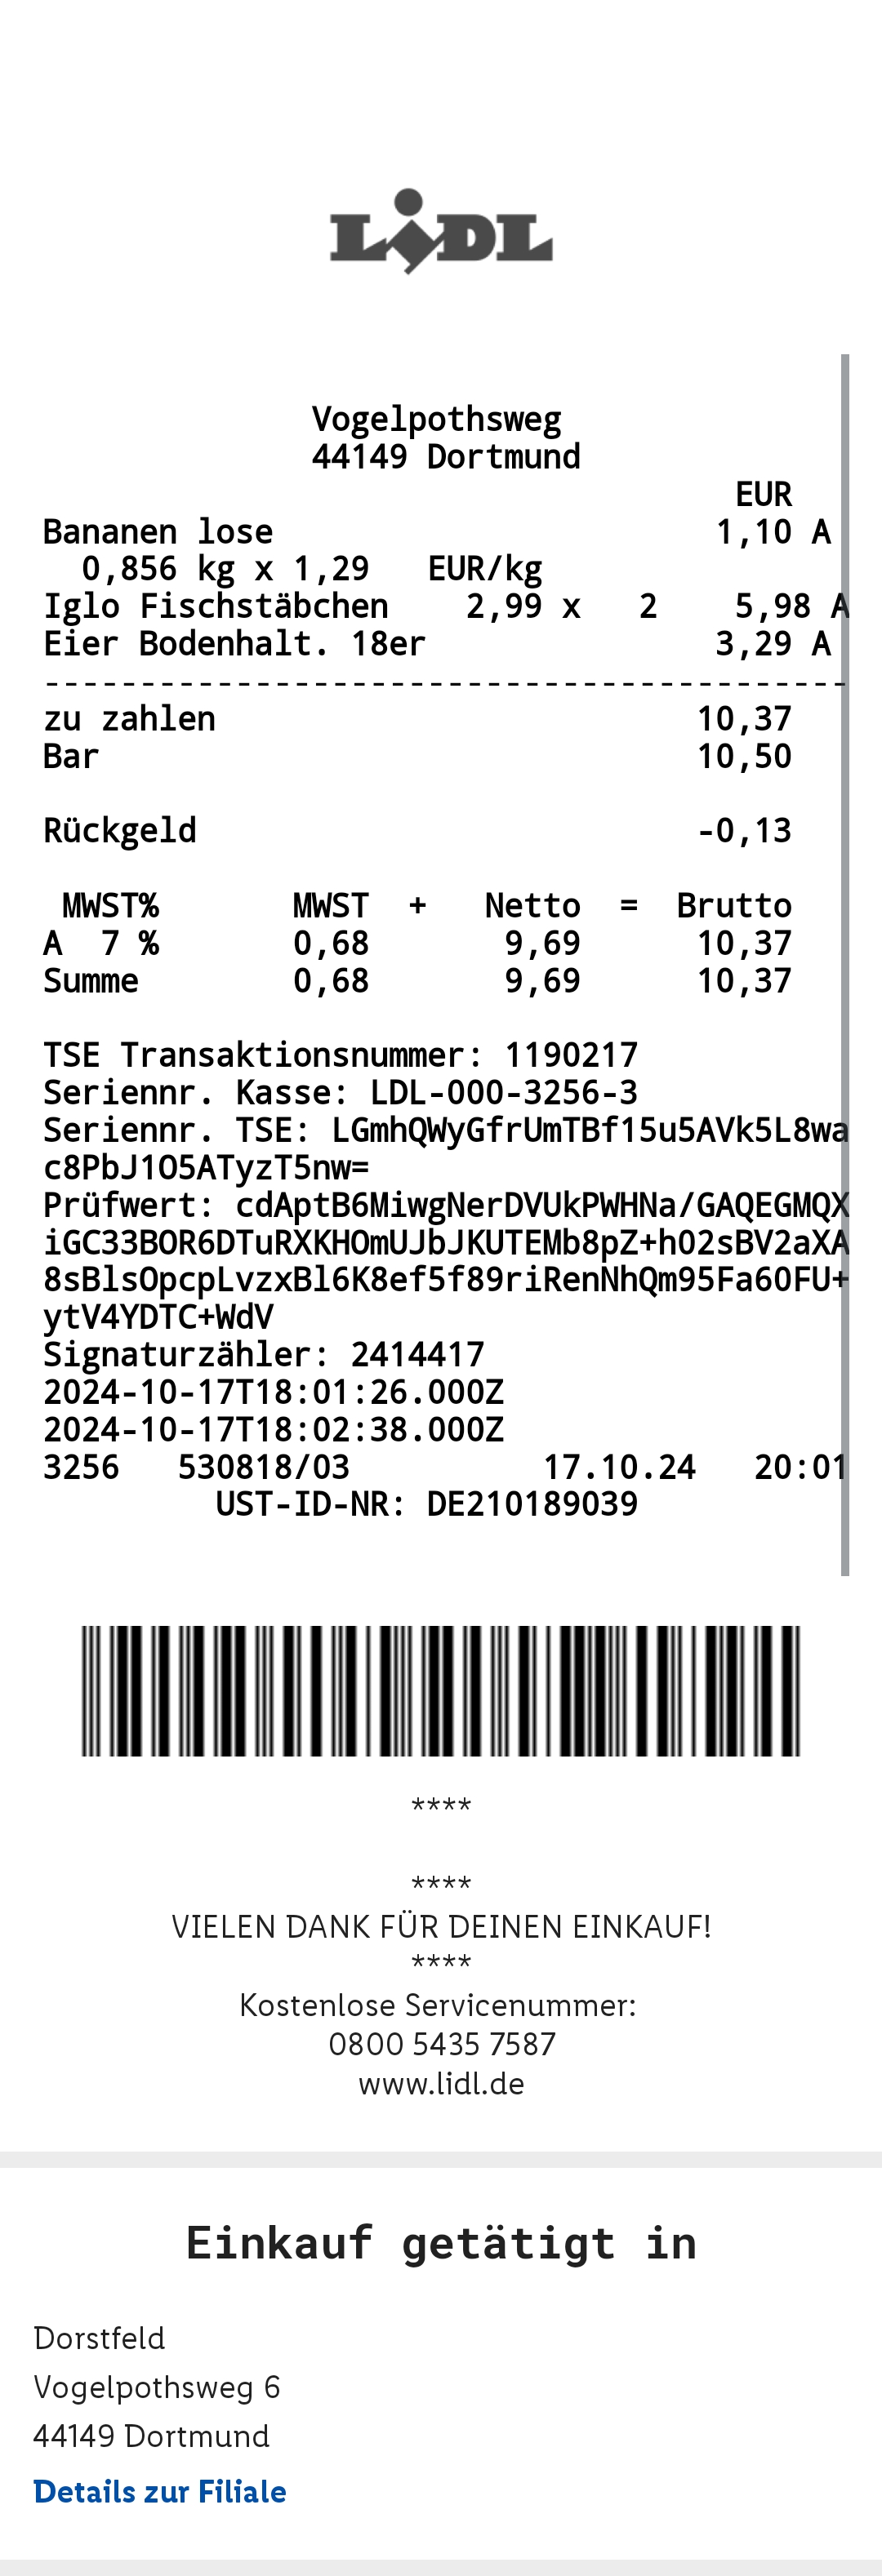 LIDL
Vogelpothsweg
44149 Dortmund
EUR
Bananen lose 1,10 A
0,856 kg x 1,29 EUR/kg
Iglo Fischstäbchen 2,99 x 2 5,98 A
Eier Bodenhalt. 18er 3,29 A
------------------------------------------
zu zahlen 10,37
Bar 10,50
Rückgeld -0,13
MWST% MWST + Netto = Brutto
A 7 % 0,68 9,69 10,37
Summe 0,68 9,69 10,37
TSE Transaktionsnummer: 1190217
Seriennr. Kasse: LDL-000-3256-3
Seriennr. TSE: LGmhQWyGfrUmTBf15u5AVk5L8wa
c8PbJ1O5ATyzT5nw=
Prüfwert: cdAptB6MiwgNerDVUkPWHNa/GAQEGMQX
iGC33BOR6DTuRXKHOmUJbJKUTEMb8pZ+h02sBV2aXA
8sBlsOpcpLvzxBl6K8ef5f89riRenNhQm95Fa60FU+
ytV4YDTC+WdV
Signaturzähler: 2414417
2024-10-17T18:01:26.000Z
2024-10-17T18:02:38.000Z
3256 530818/03 17.10.24 20:01
UST-ID-NR: DE210189039
****
****
VIELEN DANK FÜR DEINEN EINKAUF!
****
Kostenlose Servicenummer:
0800 5435 7587
www.lidl.de
Einkauf getätigt in
Dorstfeld
Vogelpothsweg 6
44149 Dortmund
Details zur Filiale